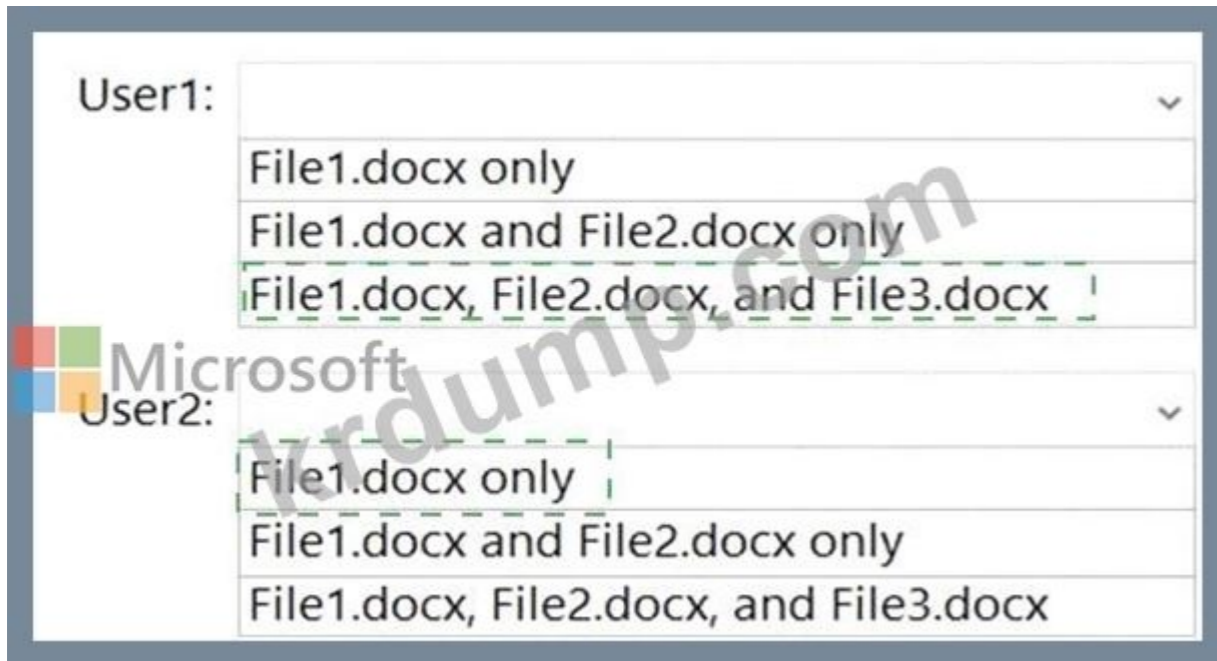 User1:
File1.docx only
File1.docx and File2.docx only
File1.docx, File2.docx, and File3.docx
Microsoft
User2:
krdump.com
File1.docx only
File1.docx and File2.docx only
File1.docx, File2.docx, and File3.docx